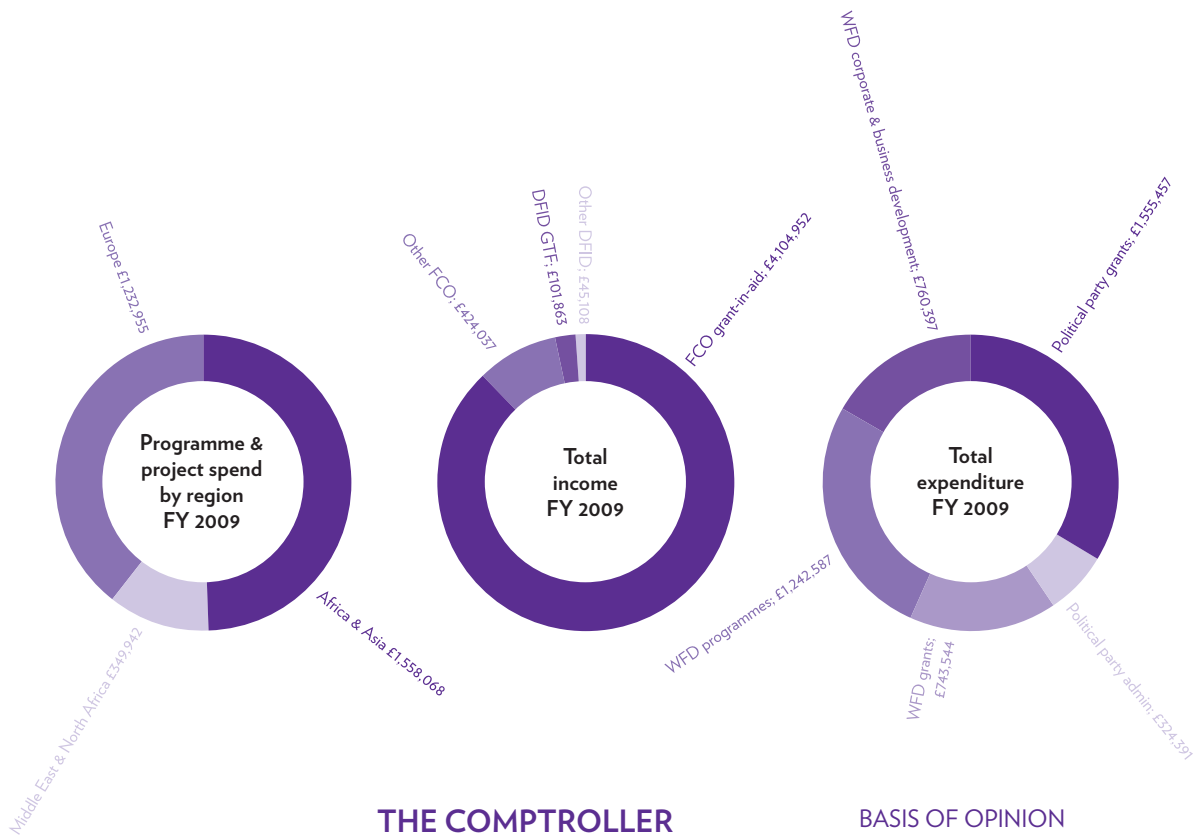 Europe £1,232,955
Programme &
project spend
by region
FY 2009
Africa & Asia £1,558,068
Middle East & North Africa £349,942
Other FCO; £424,037
DFID GTF; £101,863
Other DFID; £45,108
FCO grant-in-aid; £4,104,952
Total
income
FY 2009
WFD corporate & business development; £760,397
Political party grants; £1,555,457
Total
expenditure
FY 2009
WFD programmes; £1,242,587
WFD grants;
£743,544
Political party admin; £324,391
THE COMPTROLLER
BASIS OF OPINION